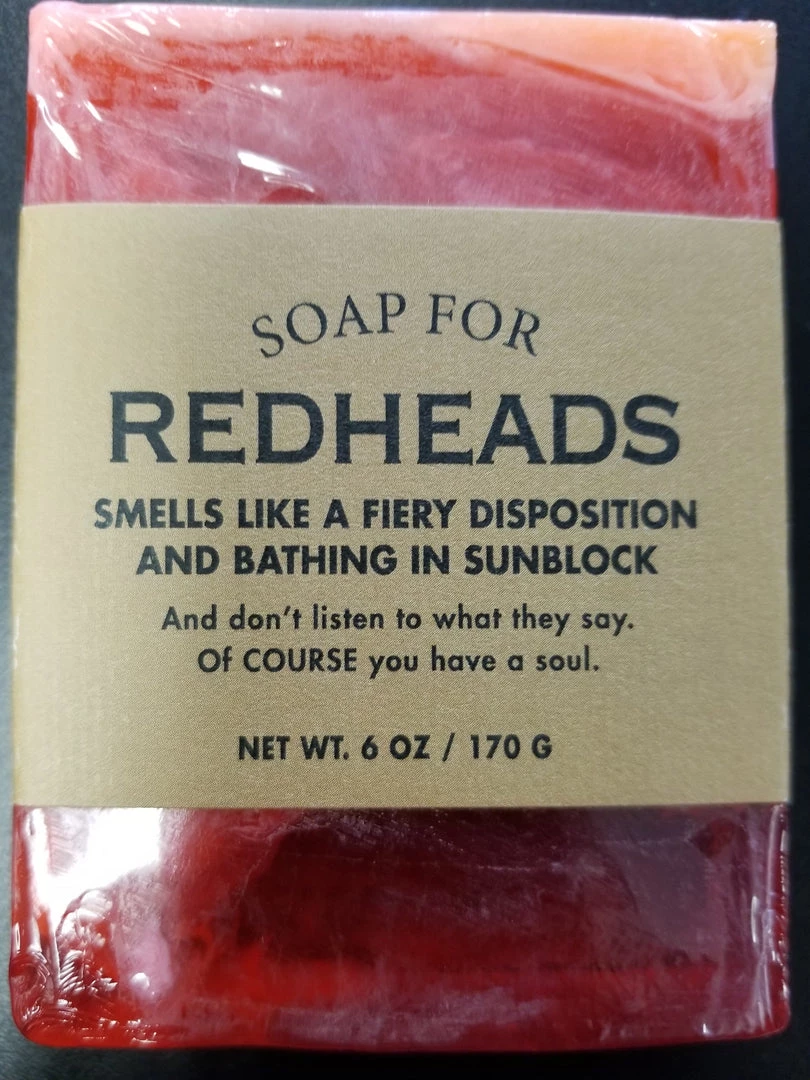 SOAP FOR
REDHEADS
SMELLS LIKE A FIERY DISPOSITION
AND BATHING IN SUNBLOCK
And don't listen to what they say.
Of COURSE you have a soul.
NET WT. 6 OZ / 170 G